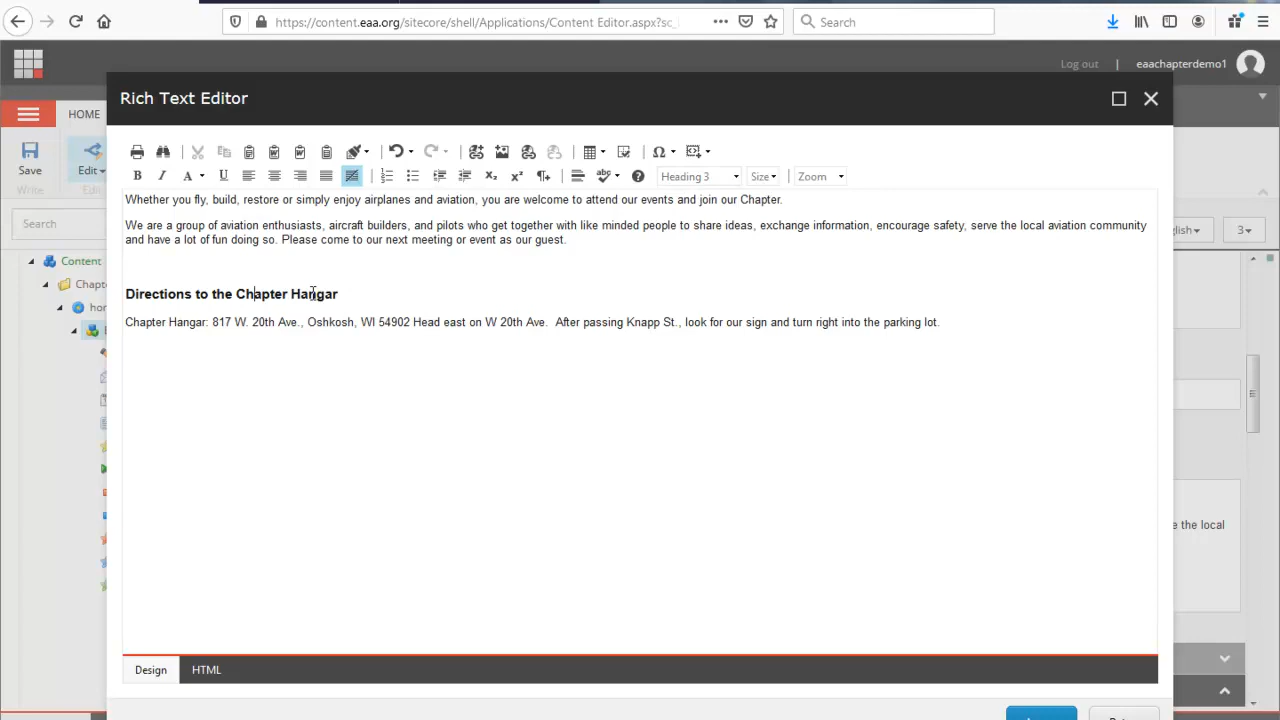 https://content.eaa.org/sitecore/shell/Applications/Content Editor.aspx?sc_
Search
Log out | eaachapterdemo1
Rich Text Editor
HOME
Save
Edit
Write
Edit
B I A U
Heading 3
Size
Zoom
Search
glish
3
Content
Whether you fly, build, restore or simply enjoy airplanes and aviation, you are welcome to attend our events and join our Chapter.
We are a group of aviation enthusiasts, aircraft builders, and pilots who get together with like minded people to share ideas, exchange information, encourage safety, serve the local aviation community
and have a lot of fun doing so. Please come to our next meeting or event as our guest.
Directions to the Chapter Hangar
Chapter Hangar: 817 W. 20th Ave., Oshkosh, WI 54902 Head east on W 20th Ave.  After passing Knapp St., look for our sign and turn right into the parking lot.
e the local
Design
HTML